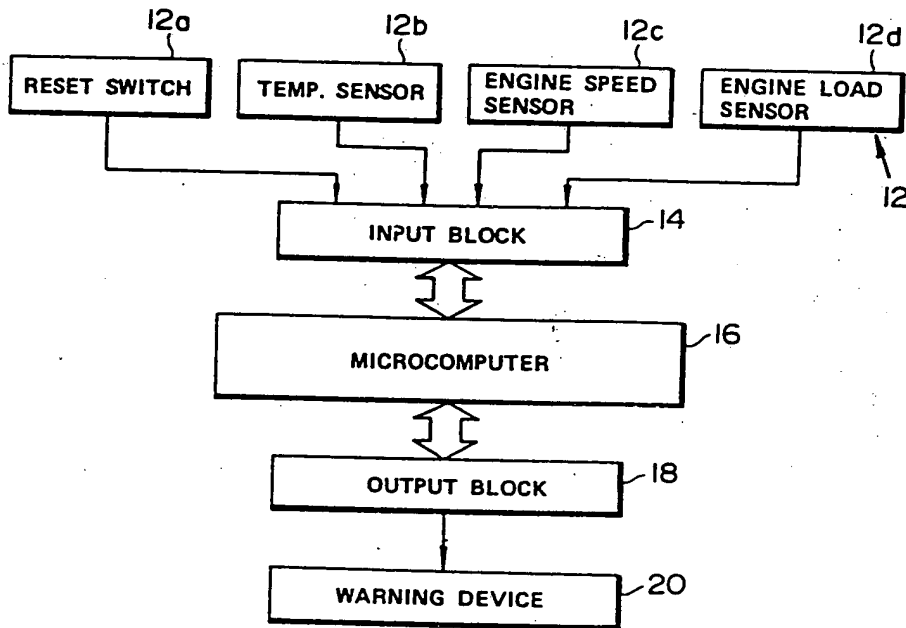 12a
12b
12c
12d
RESET SWITCH
TEMP. SENSOR
ENGINE SPEED
SENSOR
ENGINE LOAD
SENSOR
12
INPUT BLOCK
14
MICROCOMPUTER
16
OUTPUT BLOCK
18
WARNING DEVICE
20